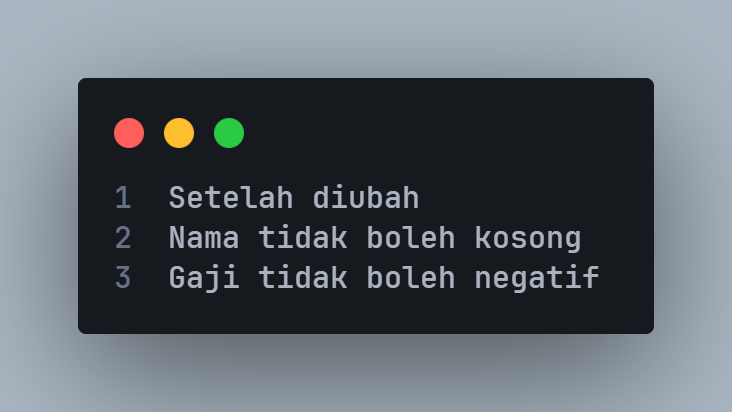 1 Setelah diubah
2 Nama tidak boleh kosong
3 Gaji tidak boleh negatif